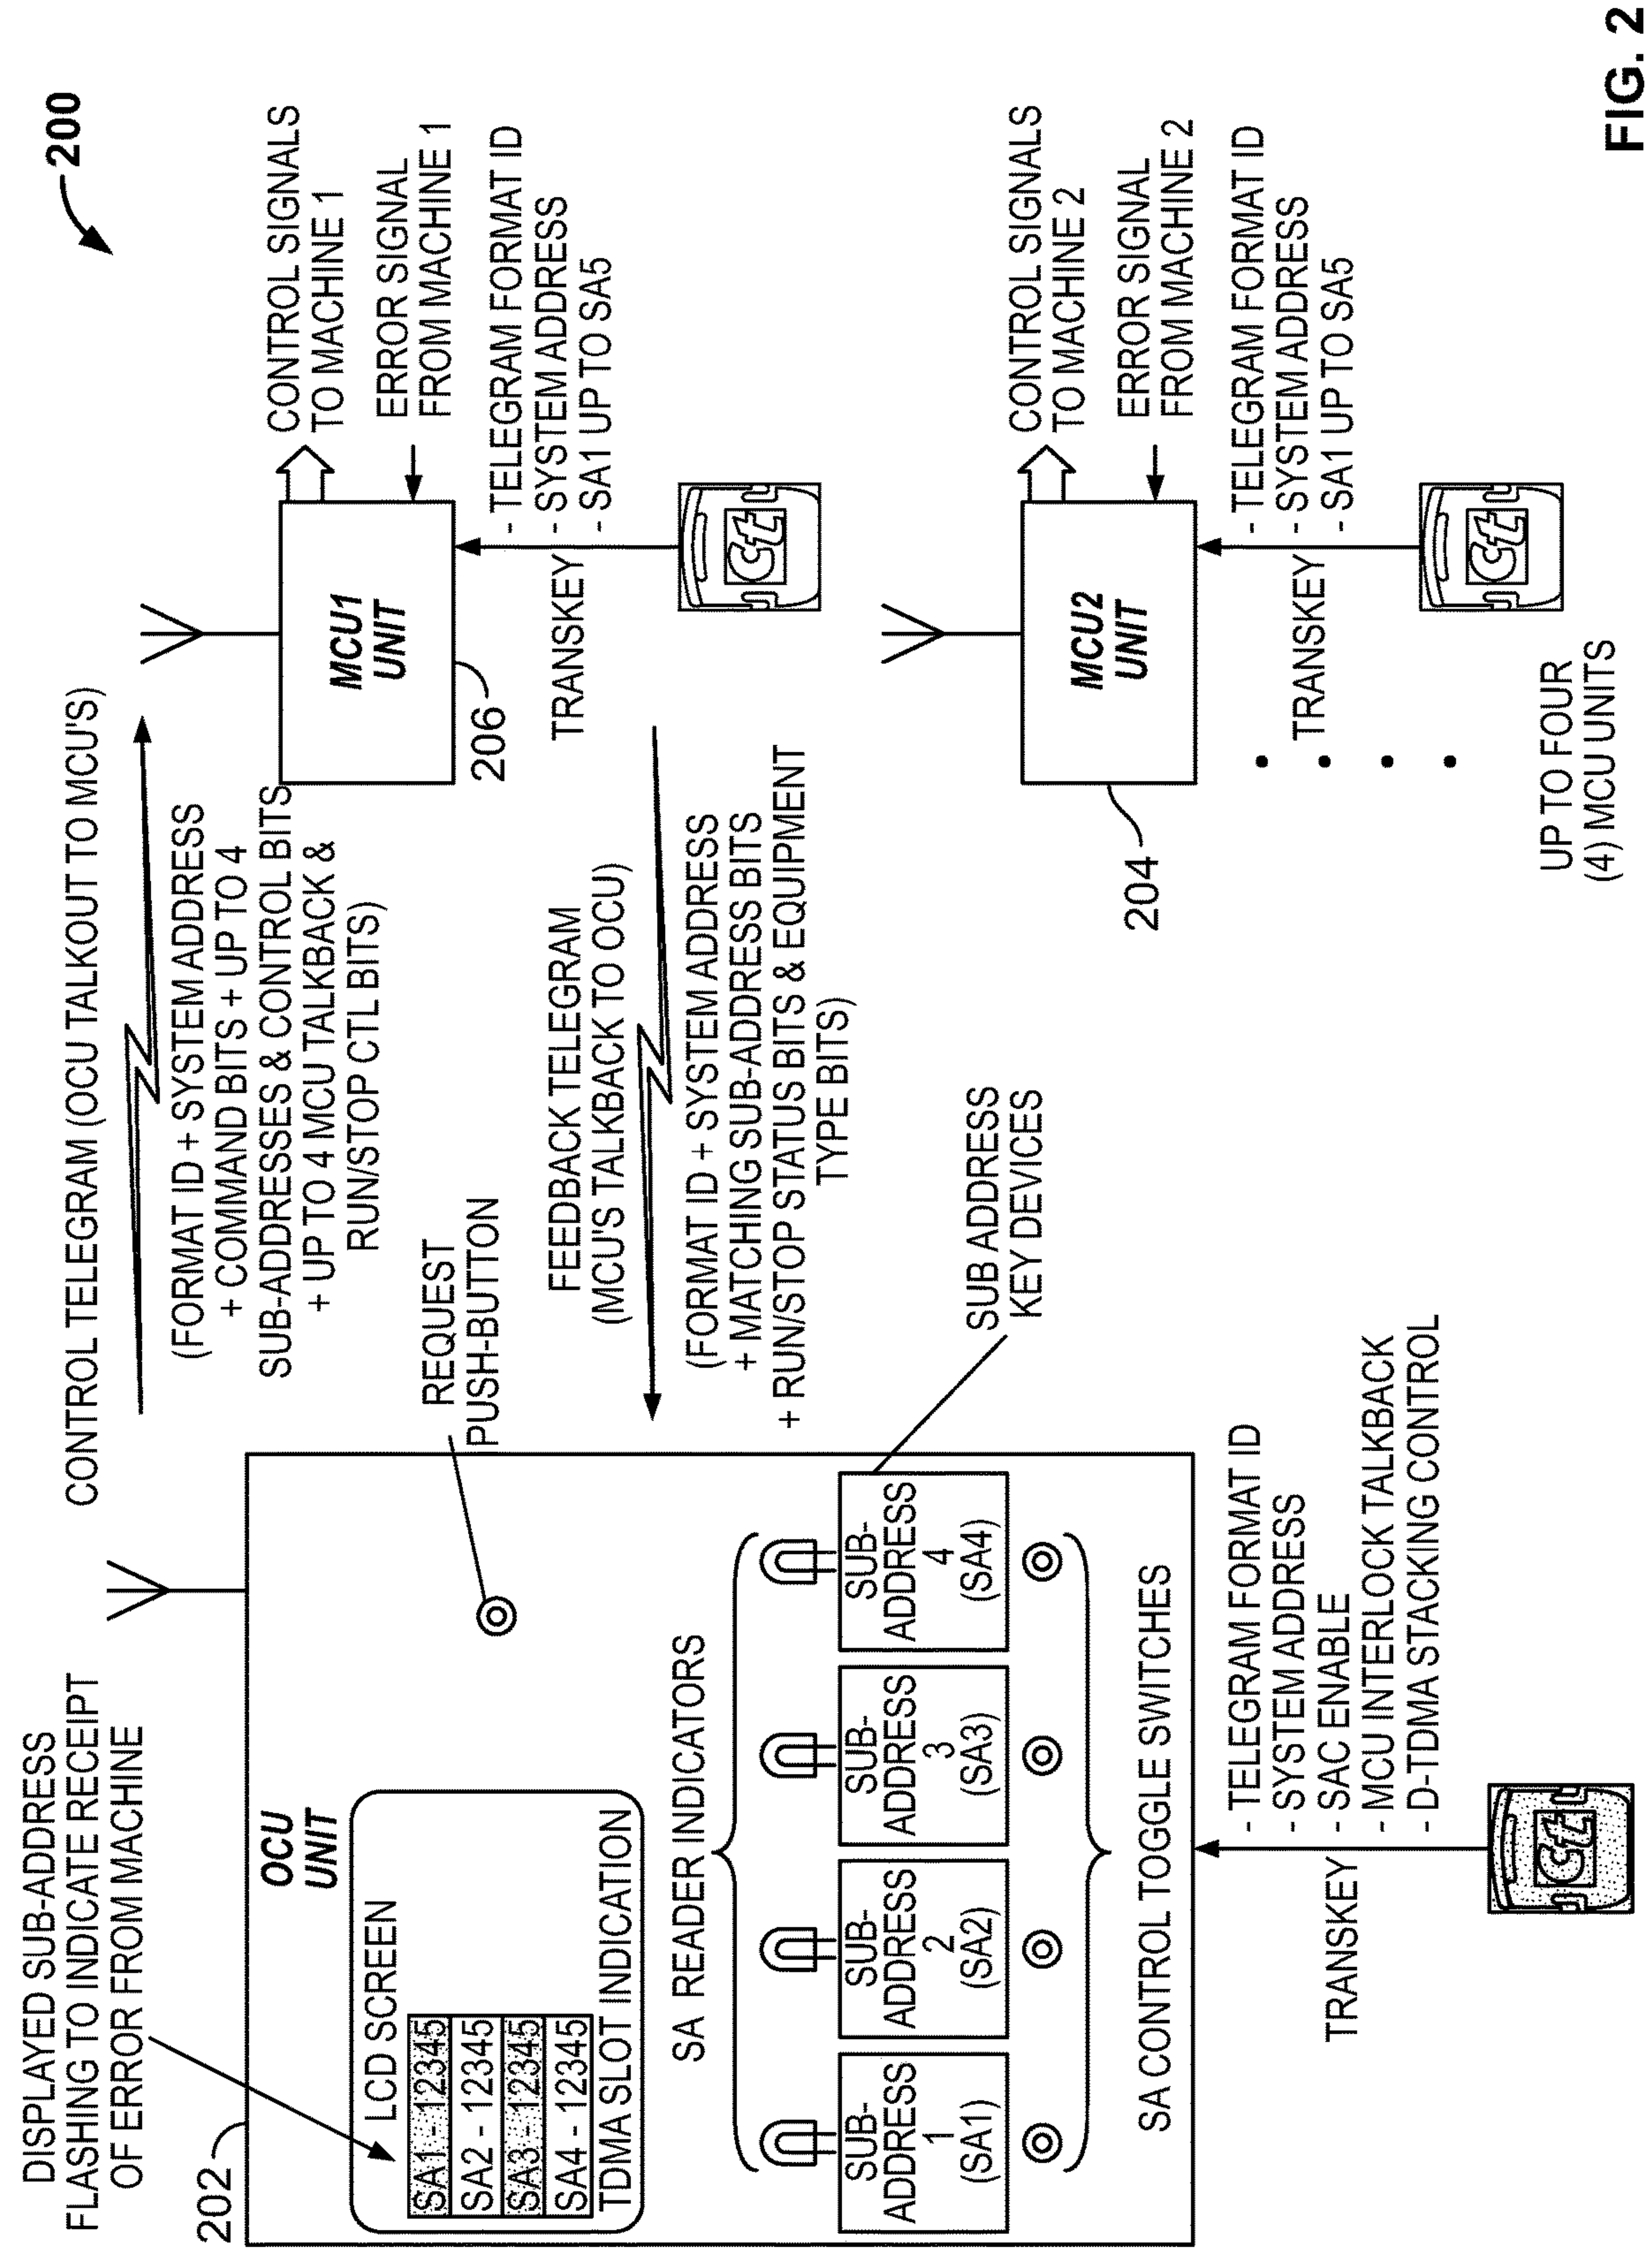 200
DISPLAYED SUB-ADDRESS
FLASHING TO INDICATE RECEIPT
OF ERROR FROM MACHINE
202
OCU
UNIT
LCD SCREEN
SA1 - 12345
SA2 - 12345
SA3 - 12345
SA4 - 12345
TDMA SLOT INDICATION
REQUEST
PUSH-BUTTON
SA READER INDICATORS
SUB-
ADDRESS
1
(SA1)
SUB-
ADDRESS
2
(SA2)
SUB-
ADDRESS
3
(SA3)
SUB-
ADDRESS
4
(SA4)
SUB ADDRESS
KEY DEVICES
SA CONTROL TOGGLE SWITCHES
TRANSKEY
- TELEGRAM FORMAT ID
- SYSTEM ADDRESS
- SAC ENABLE
- MCU INTERLOCK TALKBACK
- D-TDMA STACKING CONTROL
Cft
CONTROL TELEGRAM (OCU TALKOUT TO MCU'S)
(FORMAT ID + SYSTEM ADDRESS
+ COMMAND BITS + UP TO 4
SUB-ADDRESSES & CONTROL BITS
+ UP TO 4 MCU TALKBACK &
RUN/STOP CTL BITS)
FEEDBACK TELEGRAM
(MCU'S TALKBACK TO OCU)
(FORMAT ID + SYSTEM ADDRESS
+ MATCHING SUB-ADDRESS BITS
+ RUN/STOP STATUS BITS & EQUIPMENT
TYPE BITS)
MCU1
UNIT
206
CONTROL SIGNALS
TO MACHINE 1
ERROR SIGNAL
FROM MACHINE 1
TRANSKEY
- TELEGRAM FORMAT ID
- SYSTEM ADDRESS
- SA1 UP TO SA5
Cft
MCU2
UNIT
204
CONTROL SIGNALS
TO MACHINE 2
ERROR SIGNAL
FROM MACHINE 2
TRANSKEY
- TELEGRAM FORMAT ID
- SYSTEM ADDRESS
- SA1 UP TO SA5
Cft
UP TO FOUR
(4) MCU UNITS
FIG. 2